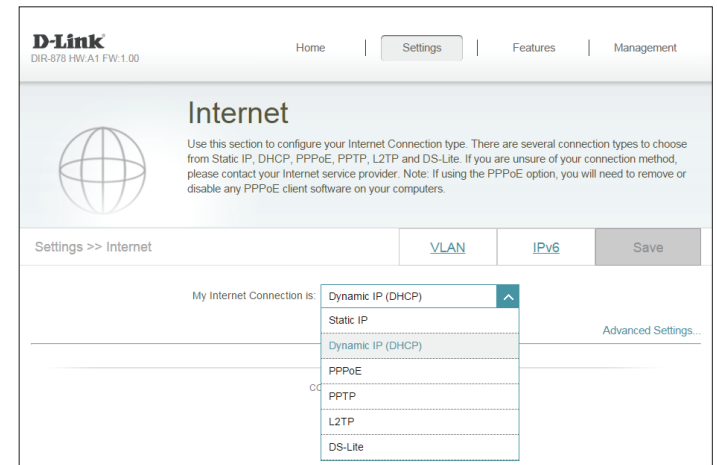 D-Link
DIR-878 HW:A1 FW:1.00
Home
Settings
Features
Management
Internet
Use this section to configure your Internet Connection type. There are several connection types to choose
from Static IP, DHCP, PPPoE, PPTP, L2TP and DS-Lite. If you are unsure of your connection method,
please contact your Internet service provider. Note: If using the PPPoE option, you will need to remove or
disable any PPPoE client software on your computers.
Settings >> Internet
VLAN
IPv6
Save
My Internet Connection is: Dynamic IP (DHCP)
Static IP
Advanced Settings...
Dynamic IP (DHCP)
PPPoE
PPTP
L2TP
DS-Lite